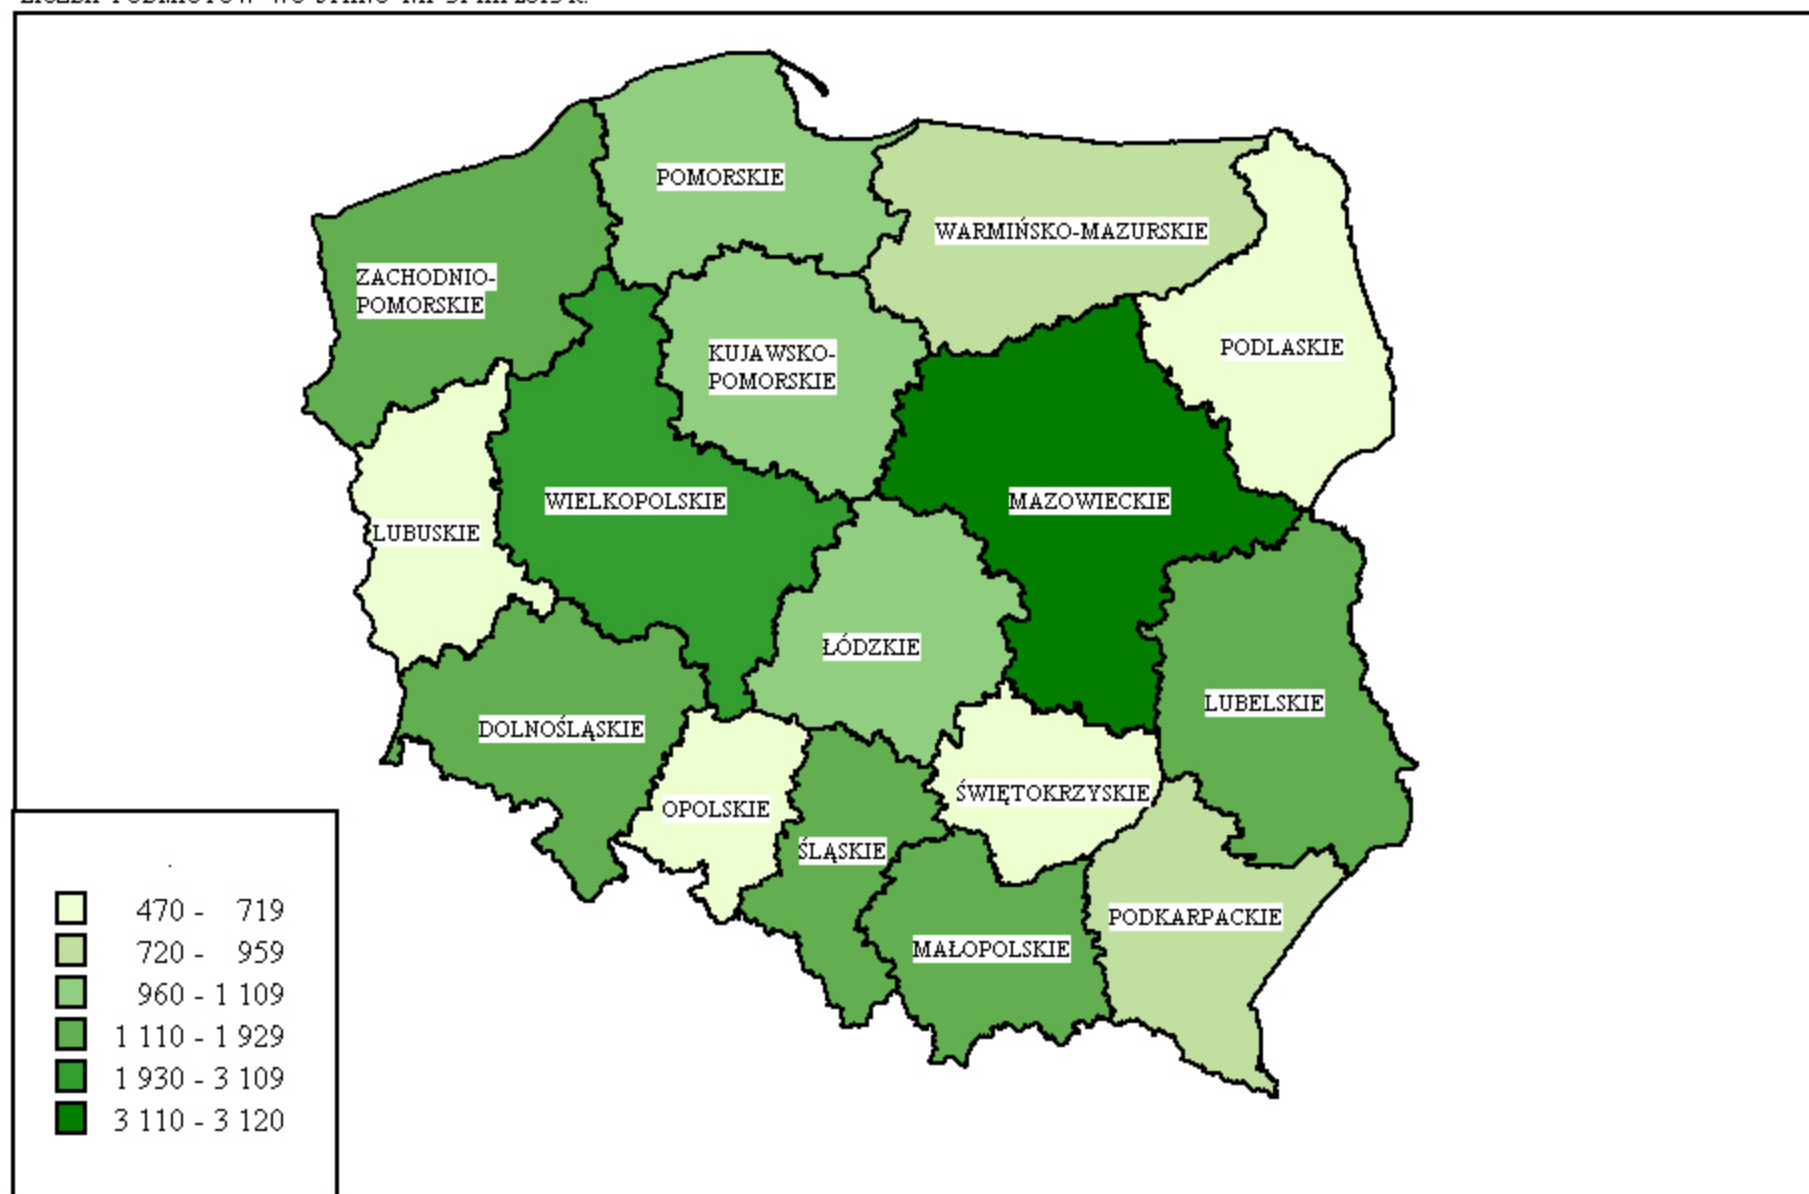 POMORSKIE
WARMIŃSKO-MAZURSKIE
ZACHODNIO-
POMORSKIE
KUJAWSKO-
POMORSKIE
PODLASKIE
WIELKOPOLSKIE
MAZOWIECKIE
LUBUSKIE
ŁÓDZKIE
LUBELSKIE
DOLNOŚLĄSKIE
OPOLSKIE
ŚWIĘTOKRZYSKIE
ŚLĄSKIE
PODKARPACKIE
MAŁOPOLSKIE
470 - 719
720 - 959
960 - 1 109
1 110 - 1 929
1 930 - 3 109
3 110 - 3 120